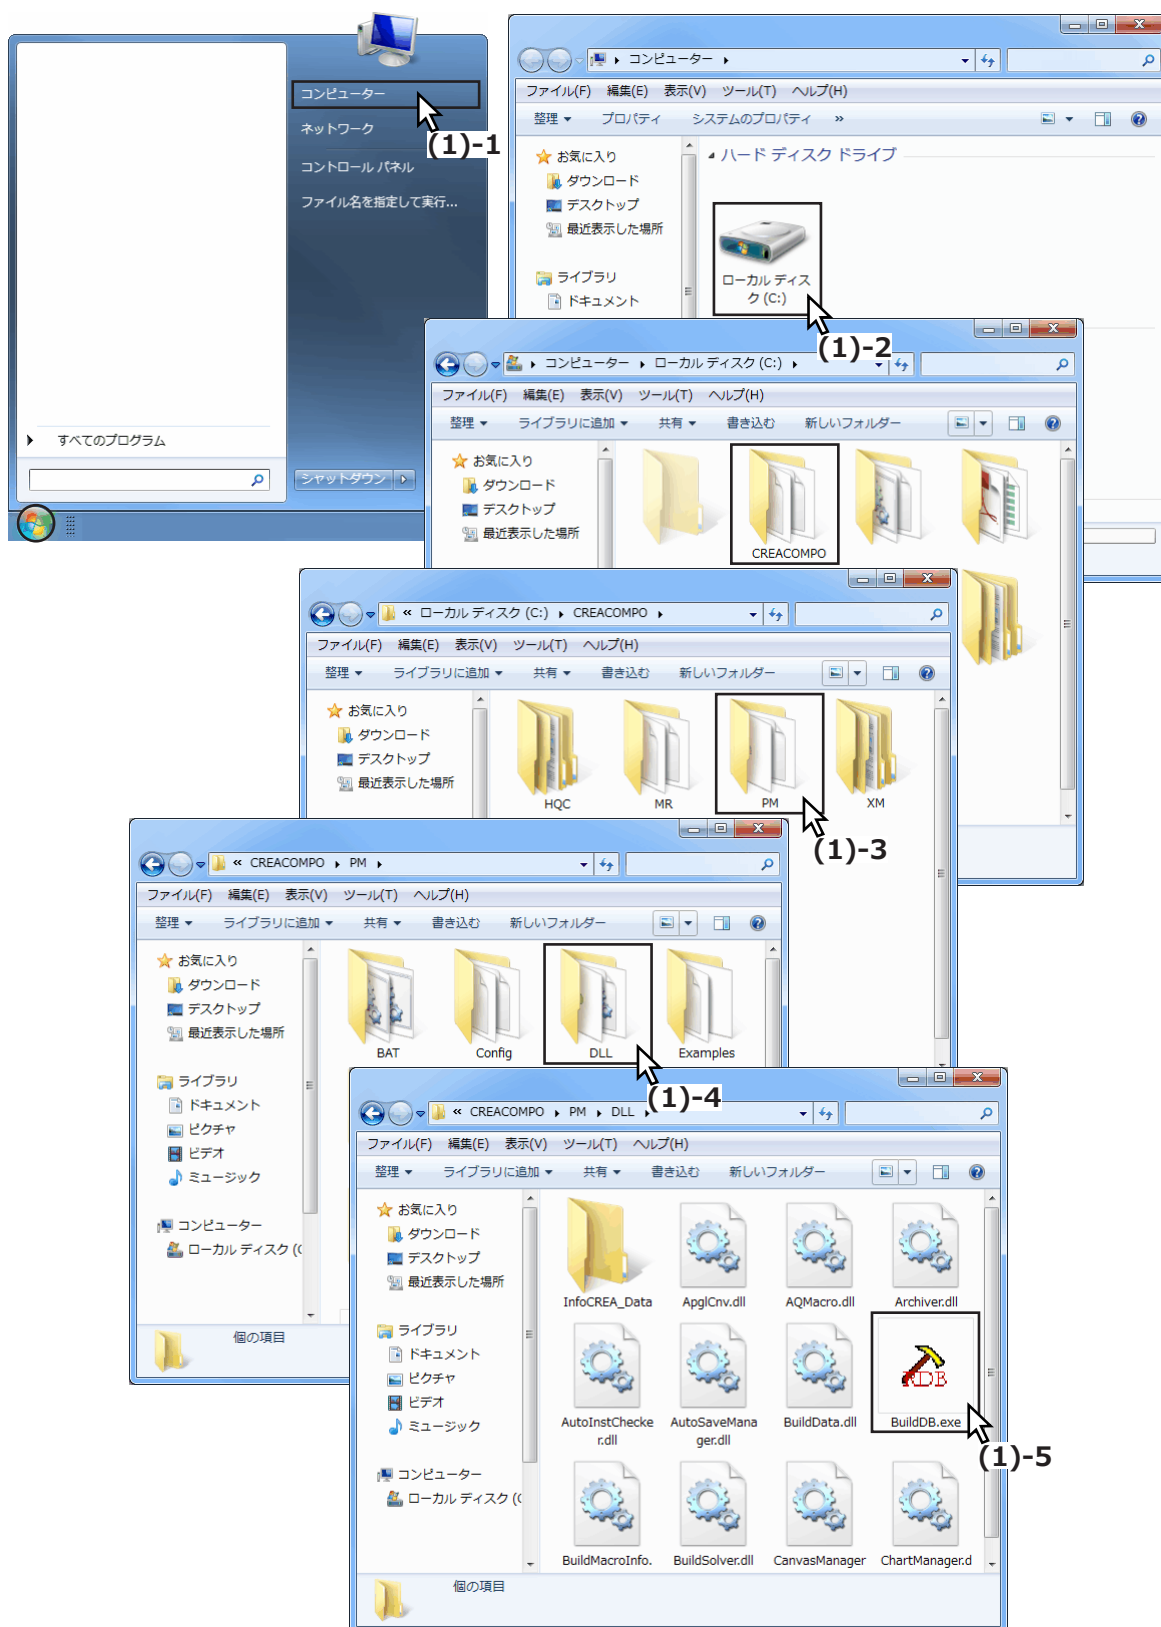 コンピューター
ネットワーク
コントロール パネル
ファイル名を指定して実行...
すべてのプログラム
シャットダウン
(1)-1
コンピューター
ファイル(F) 編集(E) 表示(V) ツール(T) ヘルプ(H)
整理 プロパティ システムのプロパティ »
お気に入り
ダウンロード
デスクトップ
最近表示した場所
ライブラリ
ドキュメント
ハード ディスク ドライブ
ローカル ディス
ク (C:)
(1)-2
コンピューター ローカル ディスク (C:)
ファイル(F) 編集(E) 表示(V) ツール(T) ヘルプ(H)
整理 ライブラリに追加 共有 書き込む 新しいフォルダー
お気に入り
ダウンロード
デスクトップ
最近表示した場所
CREACOMPO
« ローカル ディスク (C:) CREACOMPO
ファイル(F) 編集(E) 表示(V) ツール(T) ヘルプ(H)
整理 ライブラリに追加 共有 書き込む 新しいフォルダー
お気に入り
ダウンロード
デスクトップ
最近表示した場所
HQC MR PM XM
(1)-3
« CREACOMPO PM
ファイル(F) 編集(E) 表示(V) ツール(T) ヘルプ(H)
整理 ライブラリに追加 共有 書き込む 新しいフォルダー
お気に入り
ダウンロード
デスクトップ
最近表示した場所
ライブラリ
ドキュメント
ピクチャ
ビデオ
ミュージック
コンピューター
ローカル ディスク (C
個の項目
BAT Config DLL Examples
(1)-4
« CREACOMPO PM DLL
ファイル(F) 編集(E) 表示(V) ツール(T) ヘルプ(H)
整理 ライブラリに追加 共有 書き込む 新しいフォルダー
お気に入り
ダウンロード
デスクトップ
最近表示した場所
ライブラリ
ドキュメント
ピクチャ
ビデオ
ミュージック
コンピューター
ローカル ディスク (C
個の項目
InfoCREA_Data ApglCnv.dll AQMacro.dll Archiver.dll
RDB
AutoInstChecke AutoSaveMana BuildData.dll BuildDB.exe
r.dll ger.dll
(1)-5
BuildMacroInfo. BuildSolver.dll CanvasManager ChartManager.d